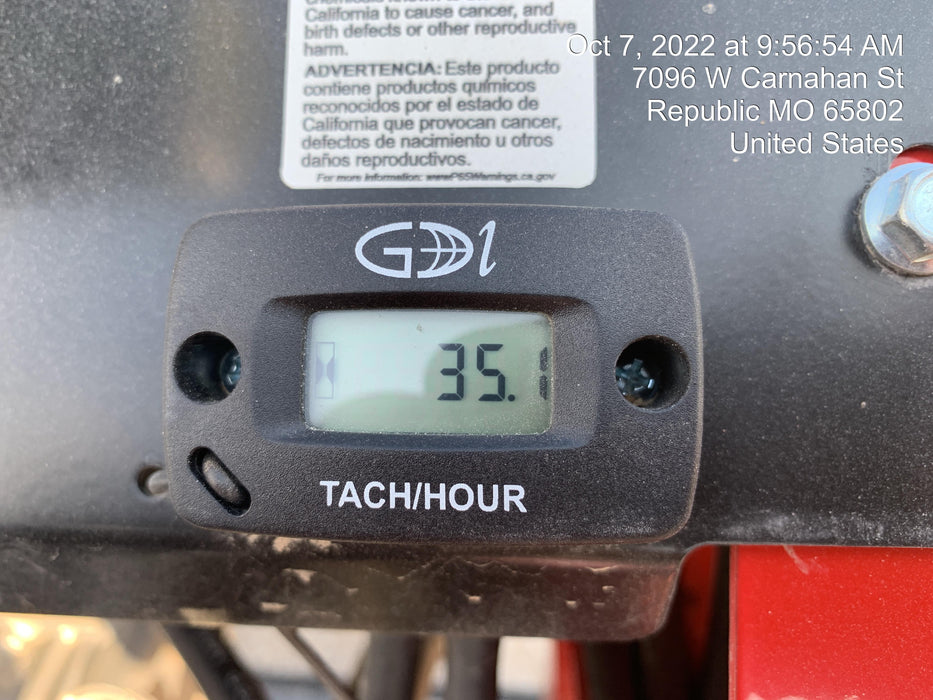 California to cause cancer, and
birth defects or other reproductive
harm.
ADVERTENCIA: Este producto
contiene productos químicos
reconocidos por el estado de
California que provocan cancer,
defectos de nacimiento u otros
daños reproductivos.
For more information: www.P65Warnings.ca.gov
Oct 7, 2022 at 9:56:54 AM
7096 W Carnahan St
Republic MO 65802
United States
GDI
35.1
TACH/HOUR